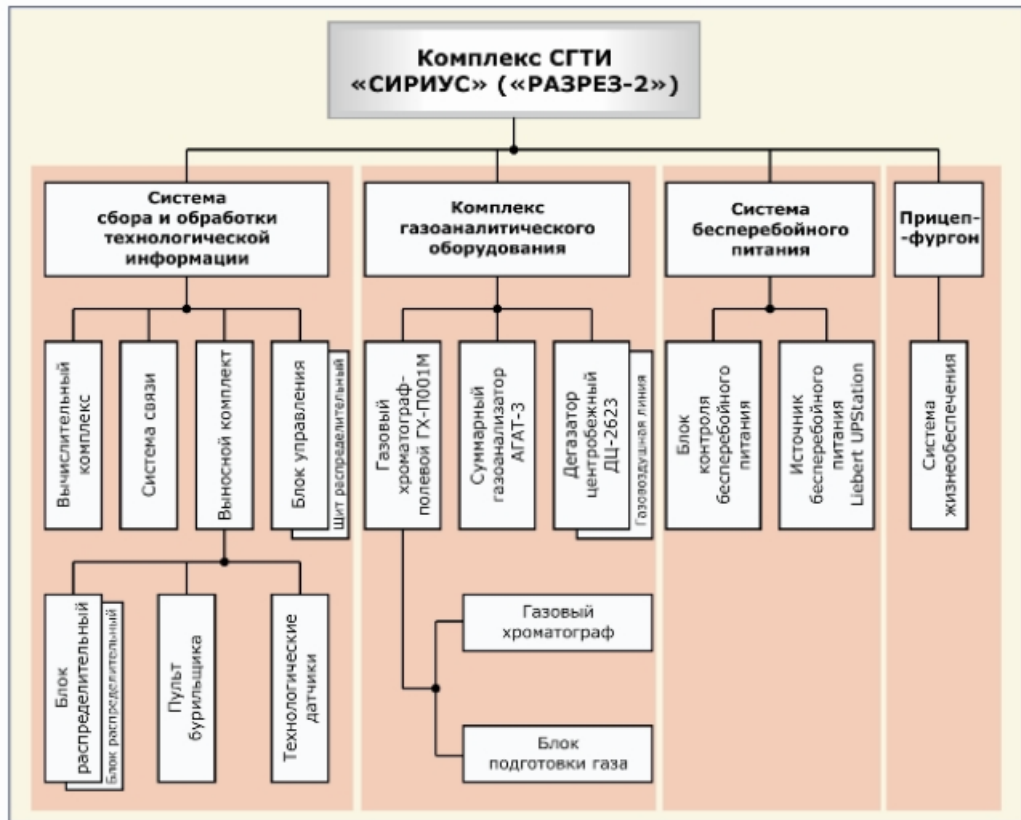 Комплекс СГТИ
«СИРИУС» («РАЗРЕЗ-2»)
Система
сбора и обработки
технологической
информации
Комплекс
газоаналитического
оборудования
Система
бесперебойного
питания
Прицеп-
-фургон
Вычислительный
комплекс
Система связи
Выносной комплект
Блок управления
Щит распределительный
Газовый
хроматограф-
полевой ГХ-П001М
Суммарный
газоанализатор
АГАТ-3
Дегазатор
центробежный
ДЦ-2623
Газовоздушная линия
Блок
контроля
бесперебойного
питания
Источник
бесперебойного
питания
Liebert UPStation
Система
жизнеобеспечения
Блок
распределительный
Блок распределительный
Пульт
бурильщика
Технологические
датчики
Газовый
хроматограф
Блок
подготовки газа